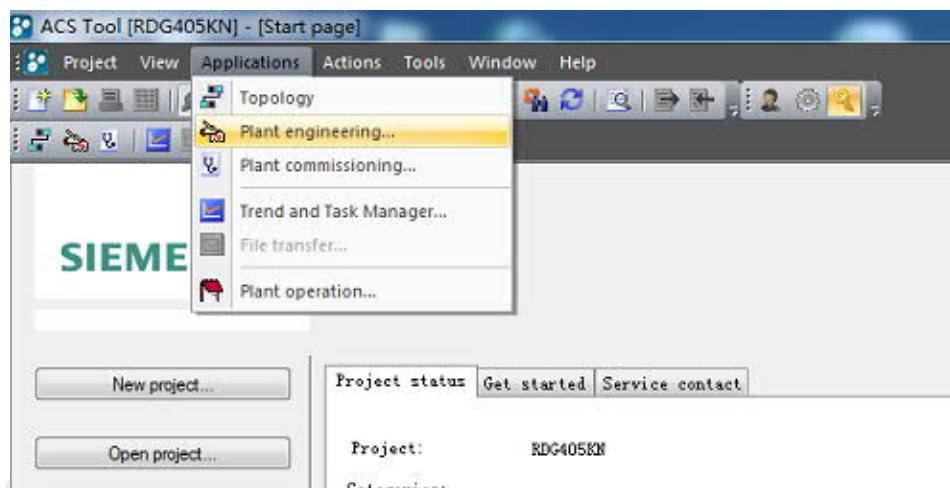 ACS Tool [RDG405KN] - [Start page]
Project View Applications Actions Tools Window Help
Topology
Plant engineering...
Plant commissioning...
Trend and Task Manager...
File transfer...
Plant operation...
SIEME
New project...
Open project...
Project status Get started Service contact
Project: RDG405KN